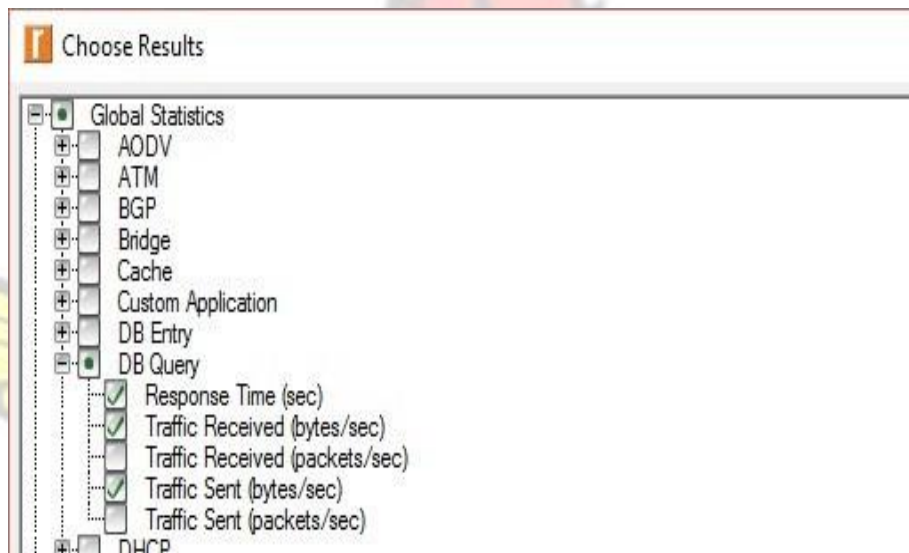 Choose Results
Global Statistics
AODV
ATM
BGP
Bridge
Cache
Custom Application
DB Entry
DB Query
Response Time (sec)
Traffic Received (bytes/sec)
Traffic Received (packets/sec)
Traffic Sent (bytes/sec)
Traffic Sent (packets/sec)
DHCP